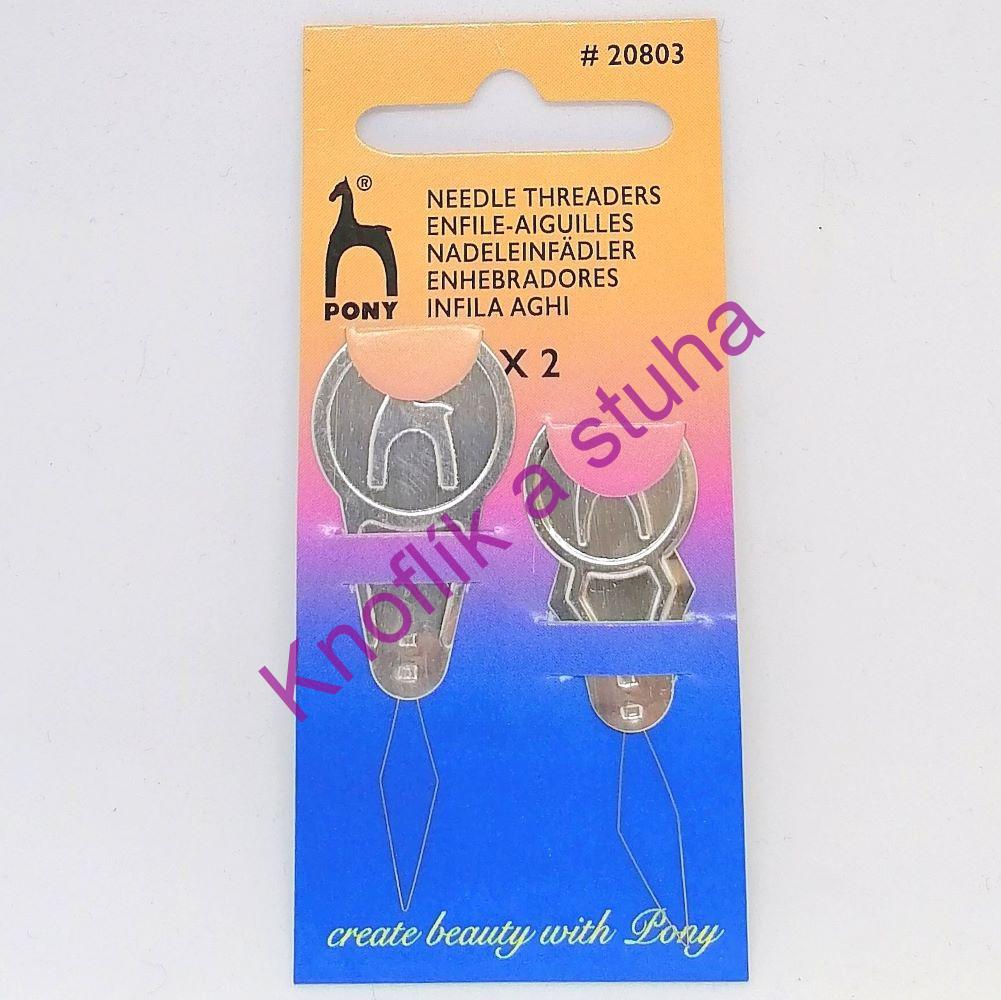 # 20803
®
PONY
NEEDLE THREADERS
ENFILE-AIGUILLES
NADELEINFÄDLER
ENHEBRADORES
INFILA AGHI
X 2
Knoflík a stuha
create beauty with Pony